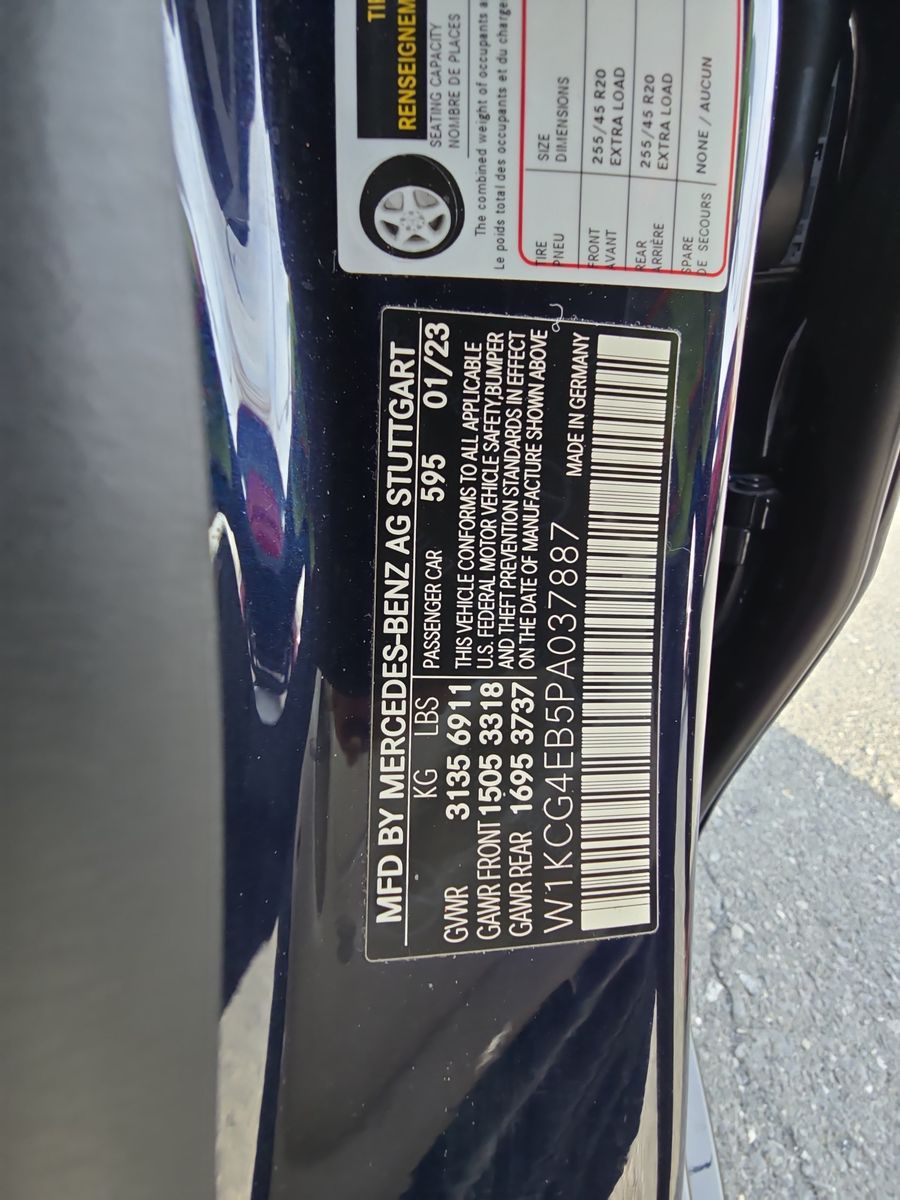 MFD BY MERCEDES-BENZ AG STUTTGART
KG LBS
PASSENGER CAR 595 01/23
GVWR 3135 6911
GAWR FRONT 1505 3318
GAWR REAR 1695 3737
THIS VEHICLE CONFORMS TO ALL APPLICABLE
U.S. FEDERAL MOTOR VEHICLE SAFETY,BUMPER
AND THEFT PREVENTION STANDARDS IN EFFECT
ON THE DATE OF MANUFACTURE SHOWN ABOVE
W1KCG4EB5PA037887 MADE IN GERMANY
RENSEIGNEM
SEATING CAPACITY
NOMBRE DE PLACES
The combined weight of occupants
Le poids total des occupants et du
TIRE SIZE
PNEU DIMENSIONS
FRONT 255/45 R20
AVANT EXTRA LOAD
REAR 255/45 R20
ARRIÈRE EXTRA LOAD
SPARE
DE SECOURS NONE / AUCUN